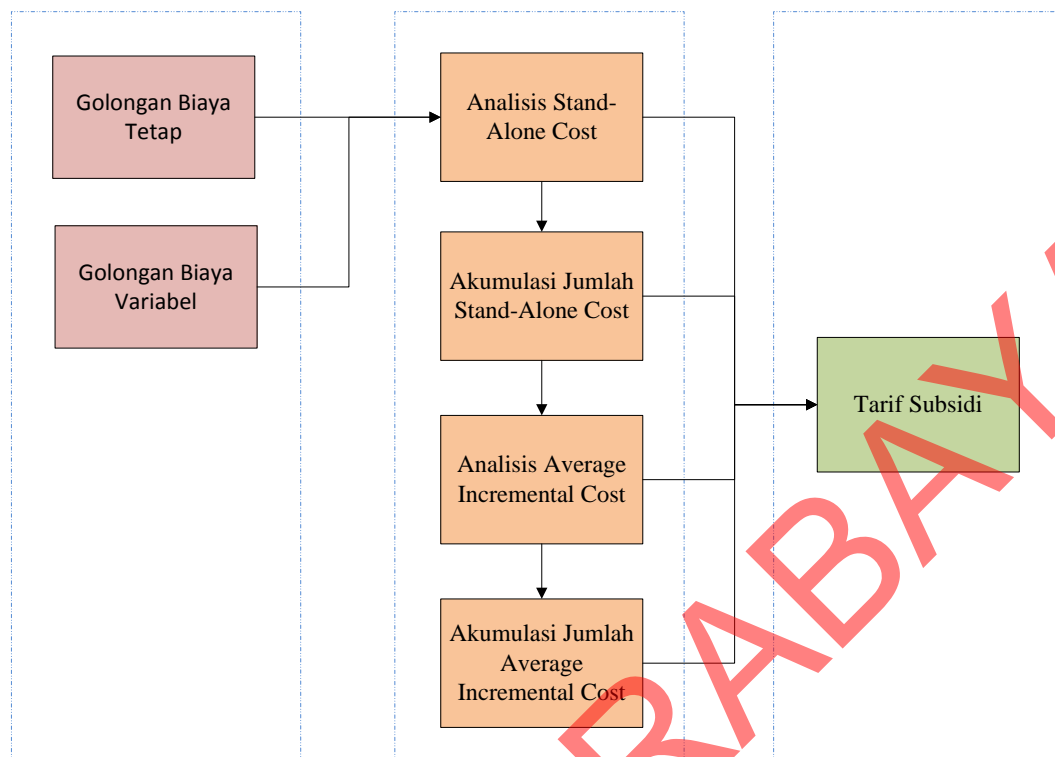 Golongan Biaya
Tetap
Golongan Biaya
Variabel
Analisis Stand-
Alone Cost
Akumulasi Jumlah
Stand-Alone Cost
Analisis Average
Incremental Cost
Akumulasi Jumlah
Average
Incremental Cost
Tarif Subsidi
RABAY